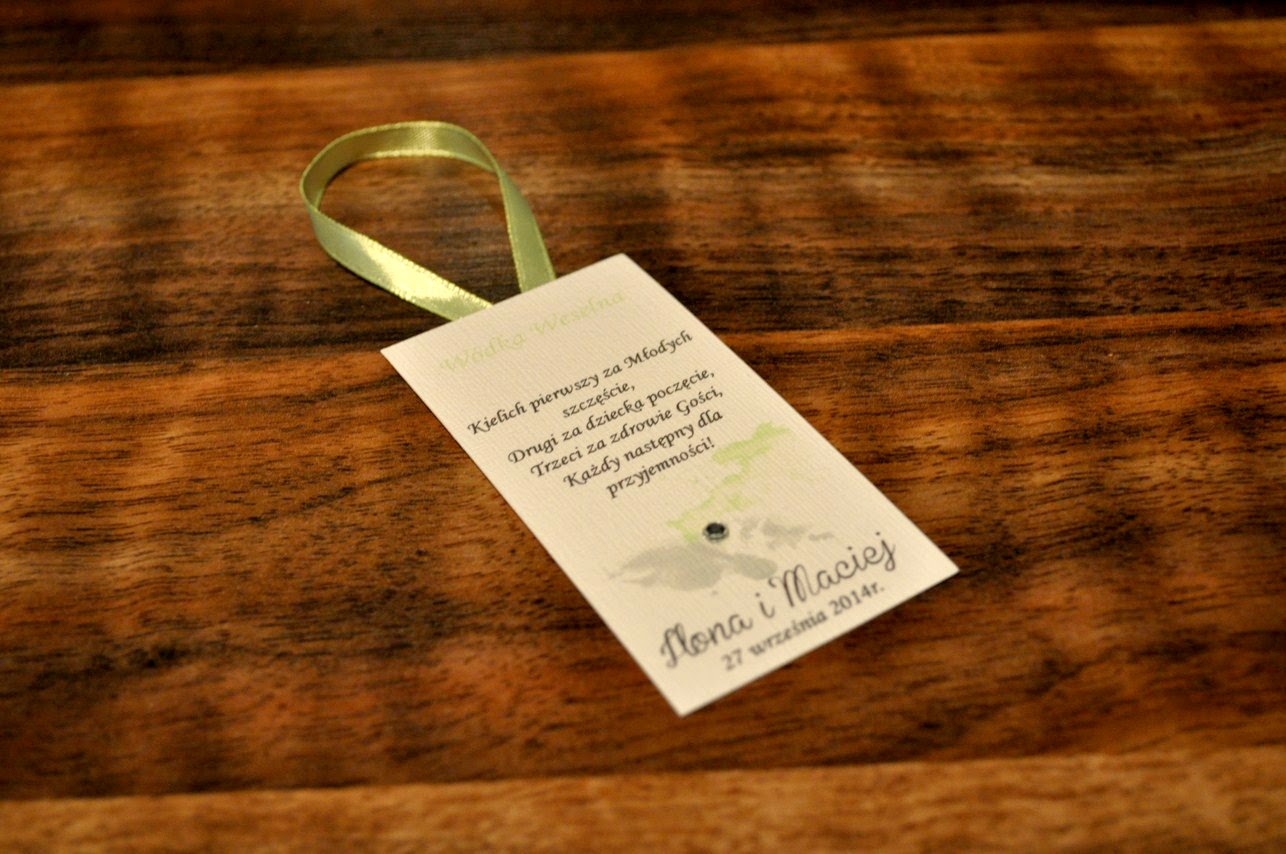 Wódka Weselna
Kielich pierwszy za Młodych
szczęście,
Drugi za dziecka poczęcie,
Trzeci za zdrowie Gości,
Każdy następny dla
przyjemności!
Ilona i Maciej
27 września 2014r.